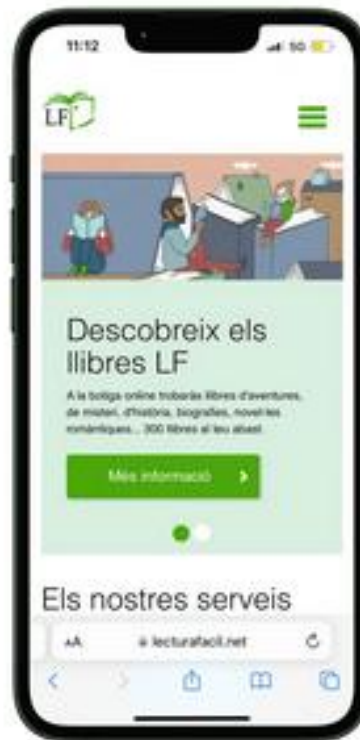 11:12
5G
LF
Descobreix els
llibres LF
A la botiga online trobaràs llibres d'aventures,
de misteri, d'història, biografies, novel·les
romàntiques... 300 llibres al teu abast
Més informació
Els nostres serveis
AA
lecturafacil.net